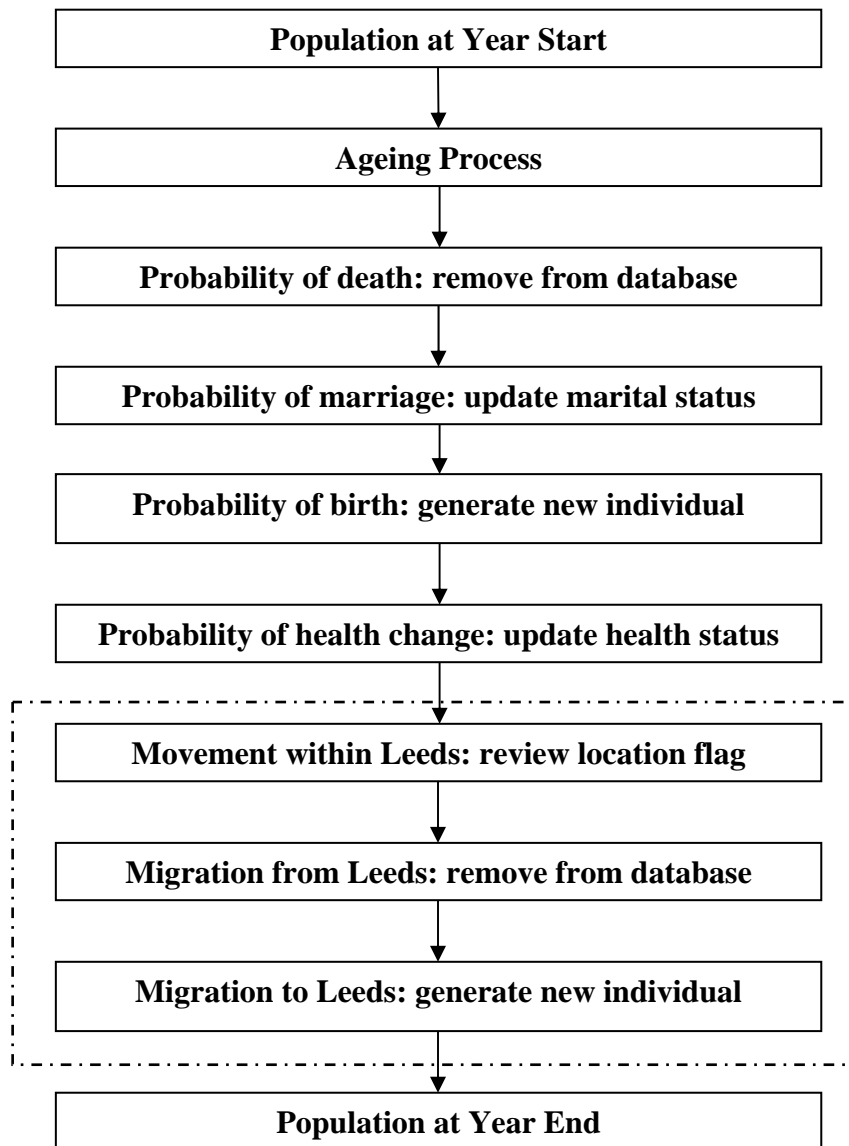 Population at Year Start
Ageing Process
Probability of death: remove from database
Probability of marriage: update marital status
Probability of birth: generate new individual
Probability of health change: update health status
Movement within Leeds: review location flag
Migration from Leeds: remove from database
Migration to Leeds: generate new individual
Population at Year End